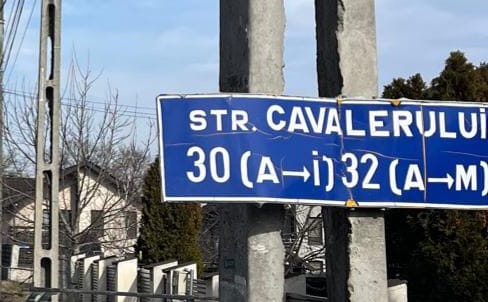 STR. CAVALERULUi
30 (A→i) 32 (A→M)